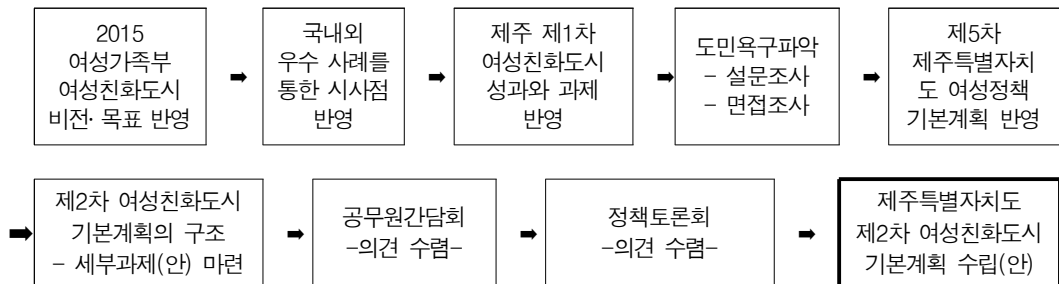 2015
여성가족부
여성친화도시
비전· 목표 반영
➡
국내외
우수 사례를
통한 시사점
반영
➡
제주 제1차
여성친화도시
성과와 과제
반영
➡
도민욕구파악
- 설문조사
- 면접조사
➡
제5차
제주특별자치
도 여성정책
기본계획 반영
➡
제2차 여성친화도시
기본계획의 구조
- 세부과제(안) 마련
➡
공무원간담회
-의견 수렴-
➡
정책토론회
-의견 수렴-
➡
제주특별자치도
제2차 여성친화도시
기본계획 수립(안)